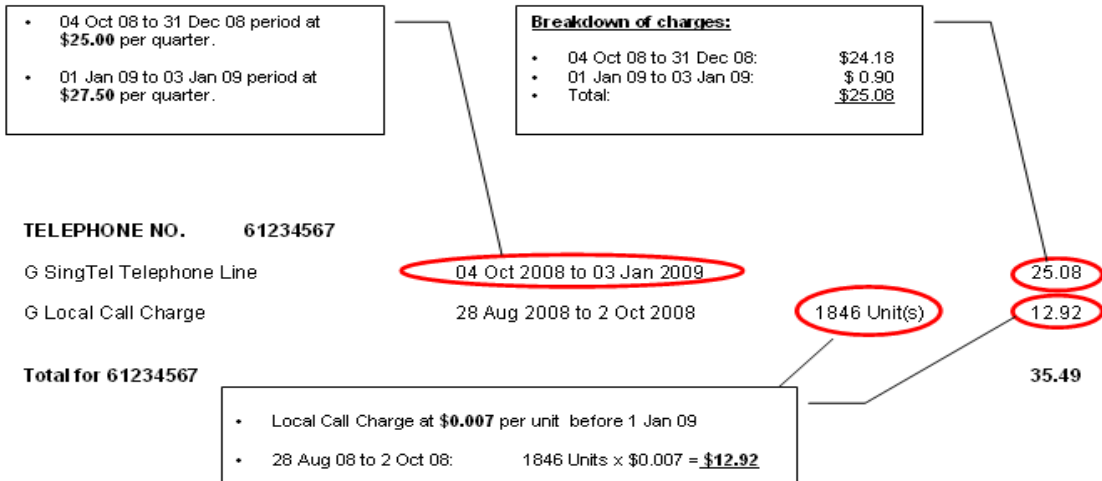 • 04 Oct 08 to 31 Dec 08 period at
$25.00 per quarter.
• 01 Jan 09 to 03 Jan 09 period at
$27.50 per quarter.
Breakdown of charges:
• 04 Oct 08 to 31 Dec 08: $24.18
• 01 Jan 09 to 03 Jan 09: $ 0.90
• Total: $25.08
TELEPHONE NO. 61234567
G SingTel Telephone Line 04 Oct 2008 to 03 Jan 2009 25.08
G Local Call Charge 28 Aug 2008 to 2 Oct 2008 1846 Unit(s) 12.92
Total for 61234567 35.49
• Local Call Charge at $0.007 per unit before 1 Jan 09
• 28 Aug 08 to 2 Oct 08: 1846 Units x $0.007 = $12.92